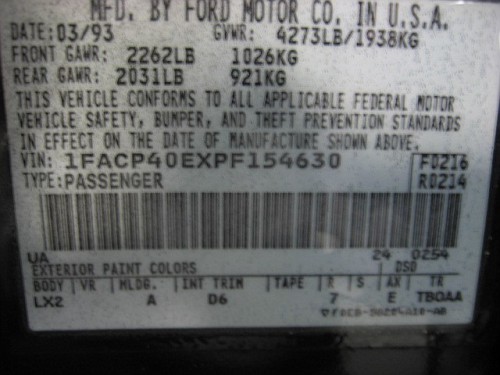 MFD. BY FORD MOTOR CO. IN U.S.A.
DATE: 03/93 GVWR: 4273LB/1938KG
FRONT GAWR: 2262LB 1026KG
REAR GAWR: 2031LB 921KG
THIS VEHICLE CONFORMS TO ALL APPLICABLE FEDERAL MOTOR
VEHICLE SAFETY, BUMPER, AND THEFT PREVENTION STANDARDS
IN EFFECT ON THE DATE OF MANUFACTURE SHOWN ABOVE.
VIN: 1FACP40EXPF154630 F0216
TYPE: PASSENGER R0214
UA 24 0254
EXTERIOR PAINT COLORS DSO
BODY VR MLDG. INT TRIM TAPE R S AX TR
LX2 A D6 7 E TB0AA